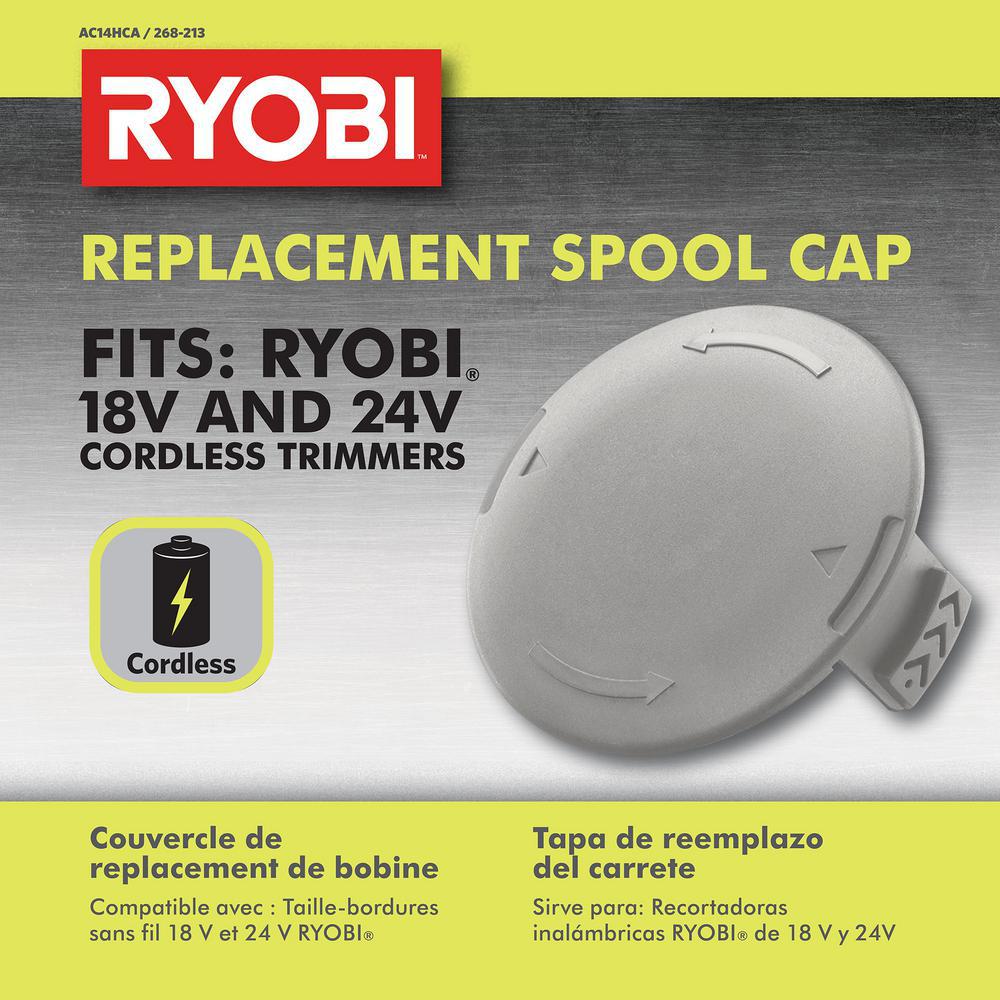 AC14HCA / 268-213
RYOBI™
REPLACEMENT SPOOL CAP
FITS: RYOBI®
18V AND 24V
CORDLESS TRIMMERS
Cordless
Couvercle de
replacement de bobine
Compatible avec : Taille-bordures
sans fil 18 V et 24 V RYOBI®
Tapa de reemplazo
del carrete
Sirve para: Recortadoras
inalámbricas RYOBI® de 18 V y 24V